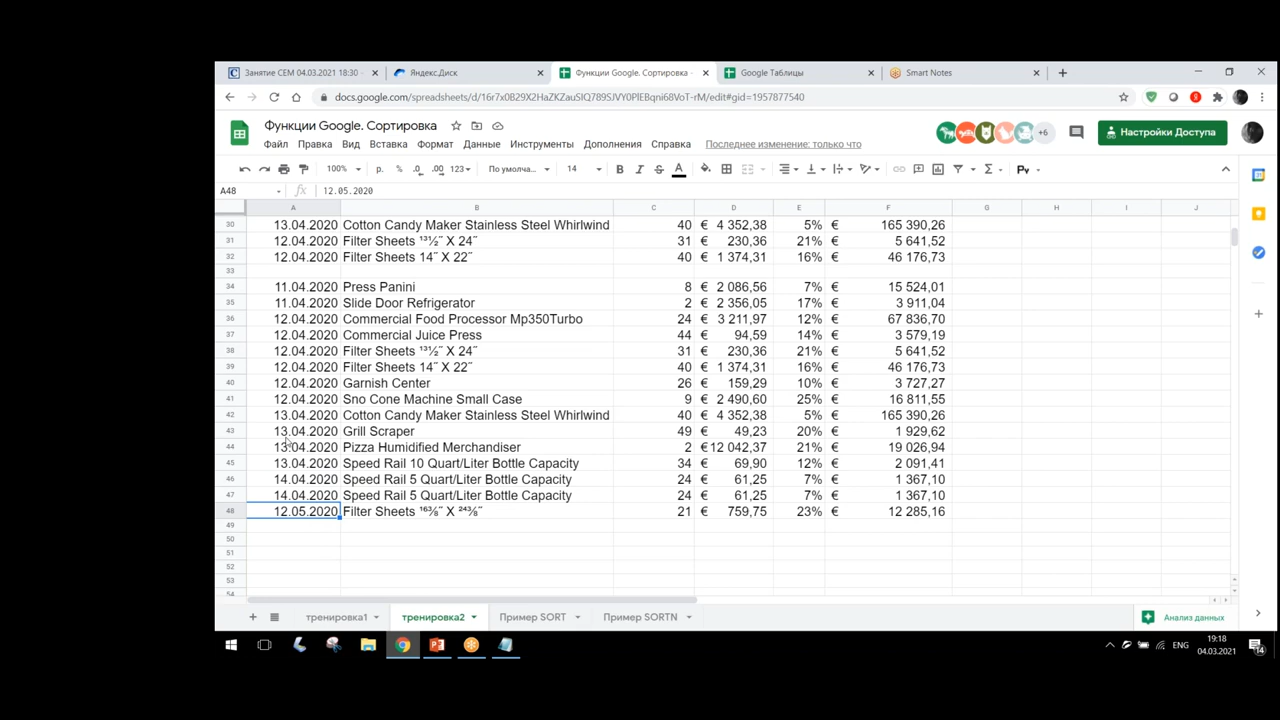 Занятие СЕМ 04.03.2021 18:30
Яндекс.Диск
Функции Google. Сортировка -
Google Таблицы
Smart Notes
docs.google.com/spreadsheets/d/
Функции Google. Сортировка
+6
Настройки Доступа
Файл Правка Вид Вставка Формат Данные Инструменты Дополнения Справка Последнее изменение: только что
100% р. % .0 .00 123 По умолча... 14 B I S A Σ Ру
A48 fx 12.05.2020
A B C D E F G H I J
30 13.04.2020 Cotton Candy Maker Stainless Steel Whirlwind 40 € 4 352,38 5% € 165 390,26
31 12.04.2020 Filter Sheets ¹³½˝ X 24˝ 31 € 230,36 21% € 5 641,52
32 12.04.2020 Filter Sheets 14˝ X 22˝ 40 € 1 374,31 16% € 46 176,73
33
34 11.04.2020 Press Panini 8 € 2 086,56 7% € 15 524,01
35 11.04.2020 Slide Door Refrigerator 2 € 2 356,05 17% € 3 911,04
36 12.04.2020 Commercial Food Processor Mp350Turbo 24 € 3 211,97 12% € 67 836,70
37 12.04.2020 Commercial Juice Press 44 € 94,59 14% € 3 579,19
38 12.04.2020 Filter Sheets ¹³½˝ X 24˝ 31 € 230,36 21% € 5 641,52
39 12.04.2020 Filter Sheets 14˝ X 22˝ 40 € 1 374,31 16% € 46 176,73
40 12.04.2020 Garnish Center 26 € 159,29 10% € 3 727,27
41 12.04.2020 Sno Cone Machine Small Case 9 € 2 490,60 25% € 16 811,55
42 13.04.2020 Cotton Candy Maker Stainless Steel Whirlwind 40 € 4 352,38 5% € 165 390,26
43 13.04.2020 Grill Scraper 49 € 49,23 20% € 1 929,62
44 13.04.2020 Pizza Humidified Merchandiser 2 € 12 042,37 21% € 19 026,94
45 13.04.2020 Speed Rail 10 Quart/Liter Bottle Capacity 34 € 69,90 12% € 2 091,41
46 14.04.2020 Speed Rail 5 Quart/Liter Bottle Capacity 24 € 61,25 7% € 1 367,10
47 14.04.2020 Speed Rail 5 Quart/Liter Bottle Capacity 24 € 61,25 7% € 1 367,10
48 12.05.2020 Filter Sheets ¹⁶⅜˝ X ²⁴⅜˝ 21 € 759,75 23% € 12 285,16
49
50
51
52
53
54
тренировка1 тренировка2 Пример SORT Пример SORTN Анализ данных
ENG 19:18
04.03.2021
14